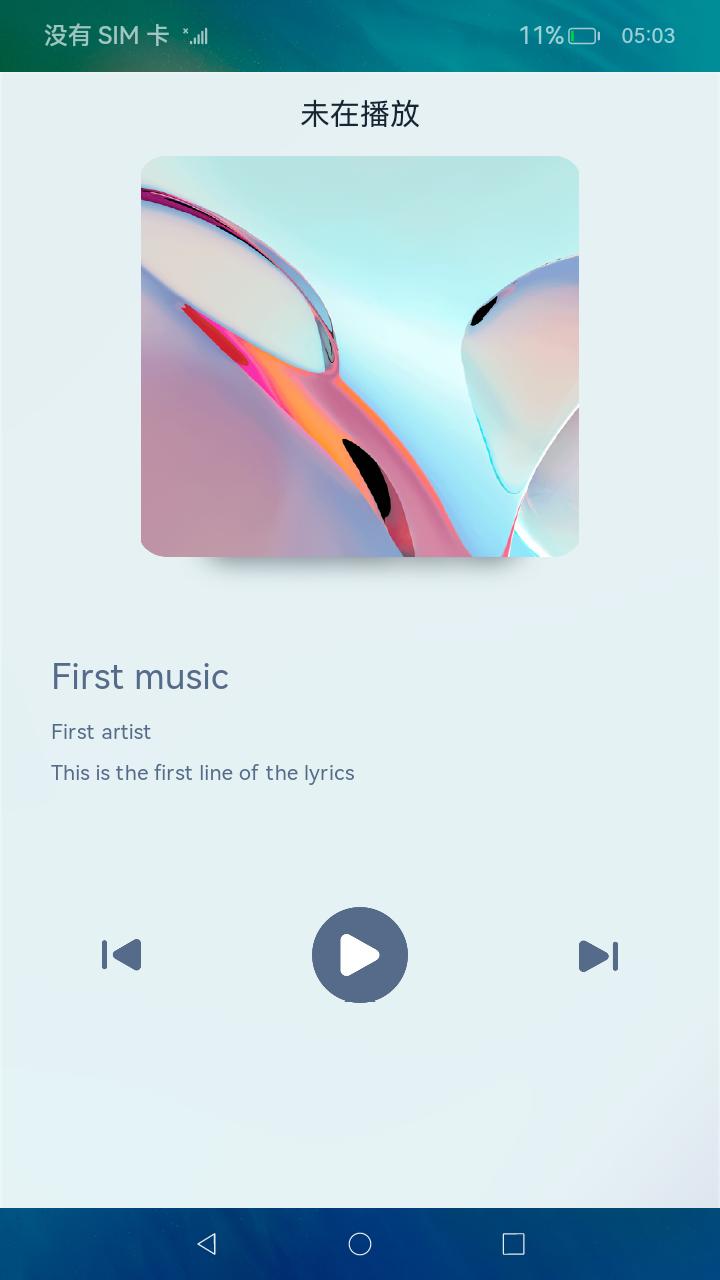 没有 SIM 卡 11% 05:03
未在播放
First music
First artist
This is the first line of the lyrics